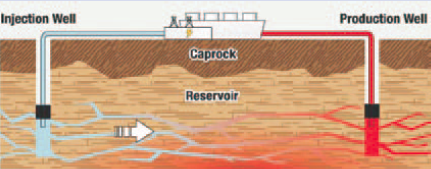 Injection Well
Production Well
Caprock
Reservoir